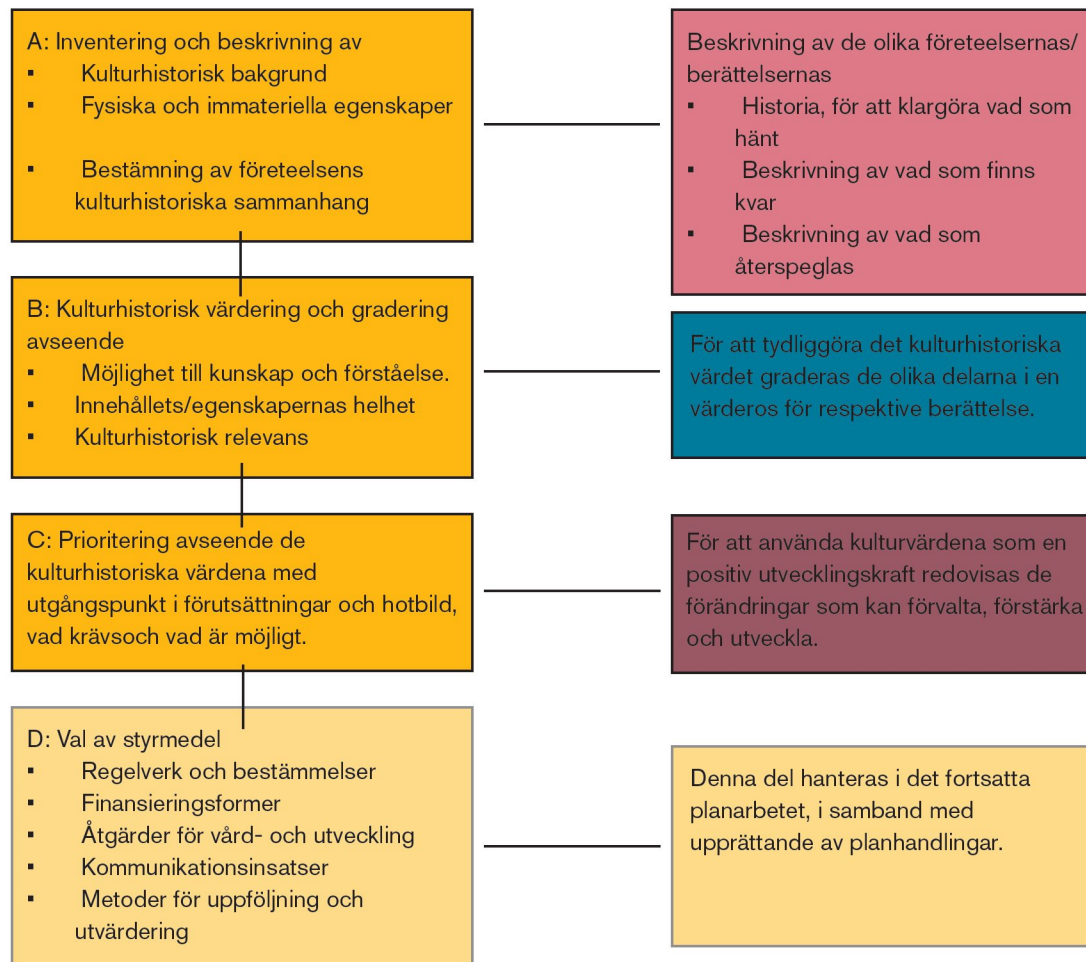 A: Inventering och beskrivning av
▪ Kulturhistorisk bakgrund
▪ Fysiska och immateriella egenskaper
▪ Bestämning av företeelsens
kulturhistoriska sammanhang
Beskrivning av de olika företeelsernas/
berättelsernas
▪ Historia, för att klargöra vad som
hänt
▪ Beskrivning av vad som finns
kvar
▪ Beskrivning av vad som
återspeglas
B: Kulturhistorisk värdering och gradering
avseende
▪ Möjlighet till kunskap och förståelse.
▪ Innehållets/egenskapernas helhet
▪ Kulturhistorisk relevans
För att tydliggöra det kulturhistoriska
värdet graderas de olika delarna i en
värderos för respektive berättelse.
C: Prioritering avseende de
kulturhistoriska värdena med
utgångspunkt i förutsättningar och hotbild,
vad krävsoch vad är möjligt.
För att använda kulturvärdena som en
positiv utvecklingskraft redovisas de
förändringar som kan förvalta, förstärka
och utveckla.
D: Val av styrmedel
▪ Regelverk och bestämmelser
▪ Finansieringsformer
▪ Åtgärder för vård- och utveckling
▪ Kommunikationsinsatser
▪ Metoder för uppföljning och
utvärdering
Denna del hanteras i det fortsatta
planarbetet, i samband med
upprättande av planhandlingar.